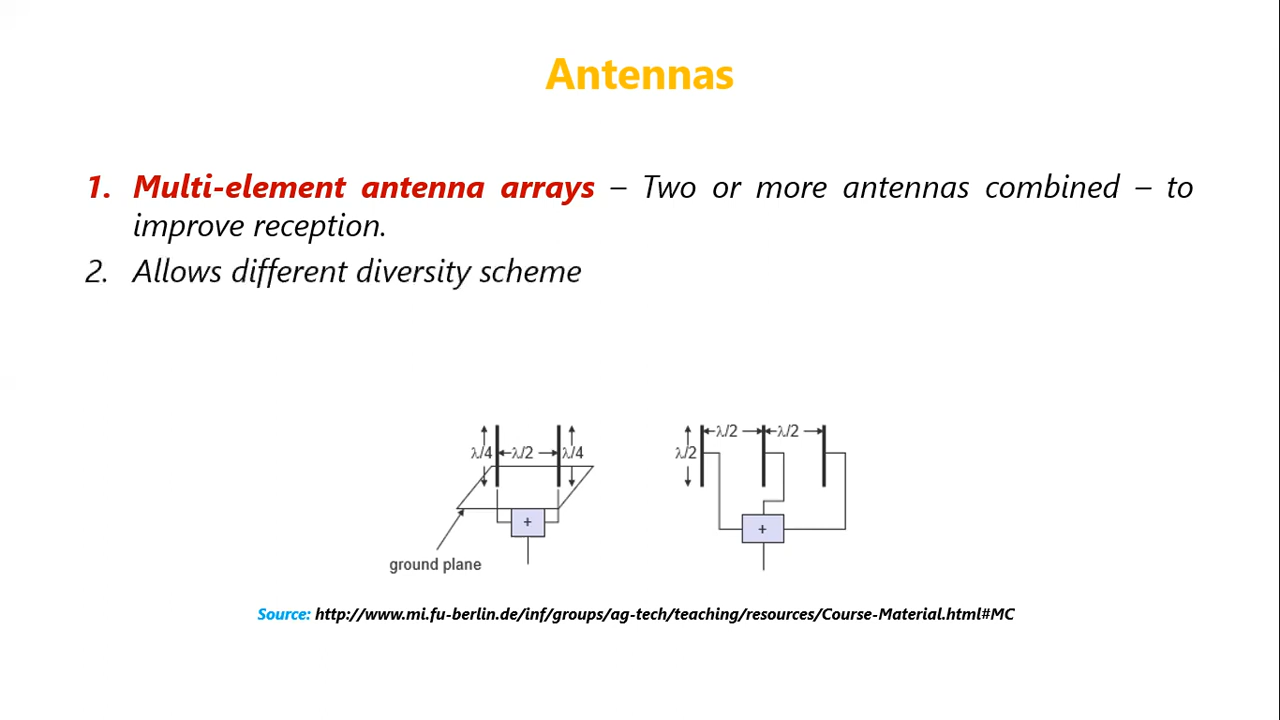 Antennas
1. Multi-element antenna arrays – Two or more antennas combined – to
improve reception.
2. Allows different diversity scheme
λ/4 λ/2 λ/4
+
ground plane
λ/2 λ/2
λ/2
+
Source: http://www.mi.fu-berlin.de/inf/groups/ag-tech/teaching/resources/Course-Material.html#MC